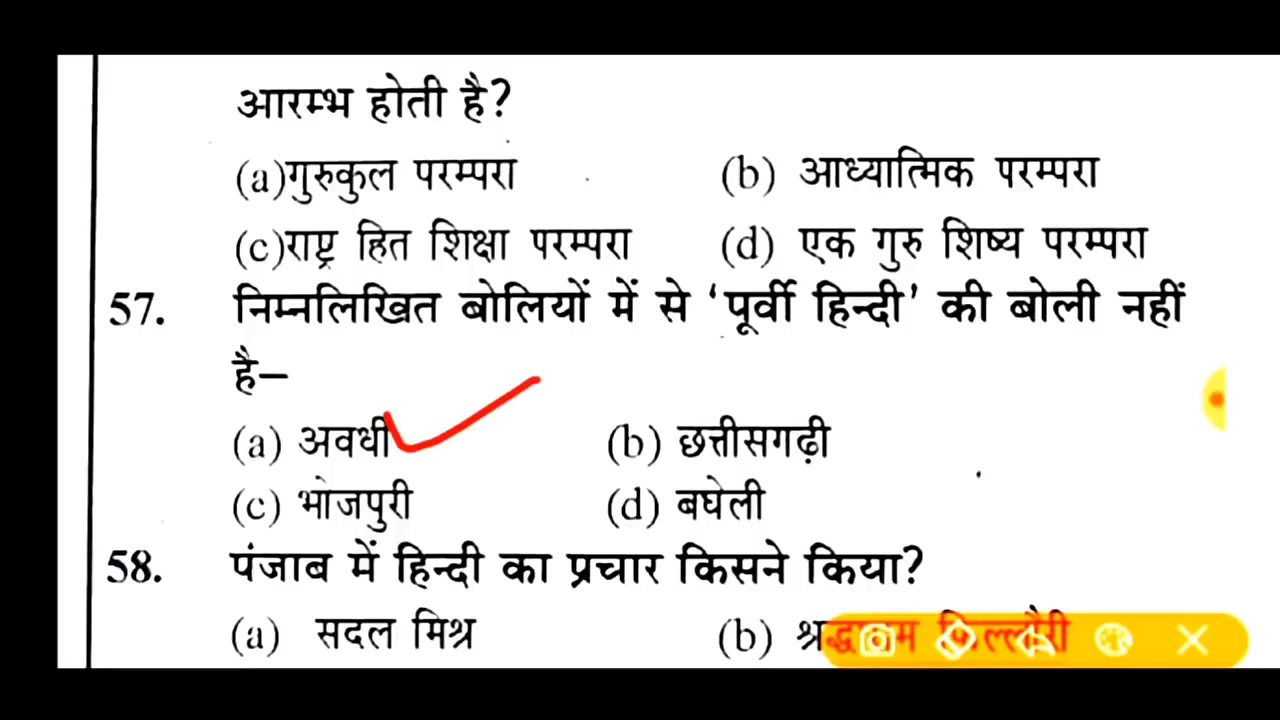 आरम्भ होती है?
(a)गुरुकुल परम्परा (b) आध्यात्मिक परम्परा
(c)राष्ट्र हित शिक्षा परम्परा (d) एक गुरु शिष्य परम्परा
57. निम्नलिखित बोलियों में से ‘पूर्वी हिन्दी’ की बोली नहीं
है–
(a) अवधी (b) छत्तीसगढ़ी
(c) भोजपुरी (d) बघेली
58. पंजाब में हिन्दी का प्रचार किसने किया?
(a) सदल मिश्र (b)